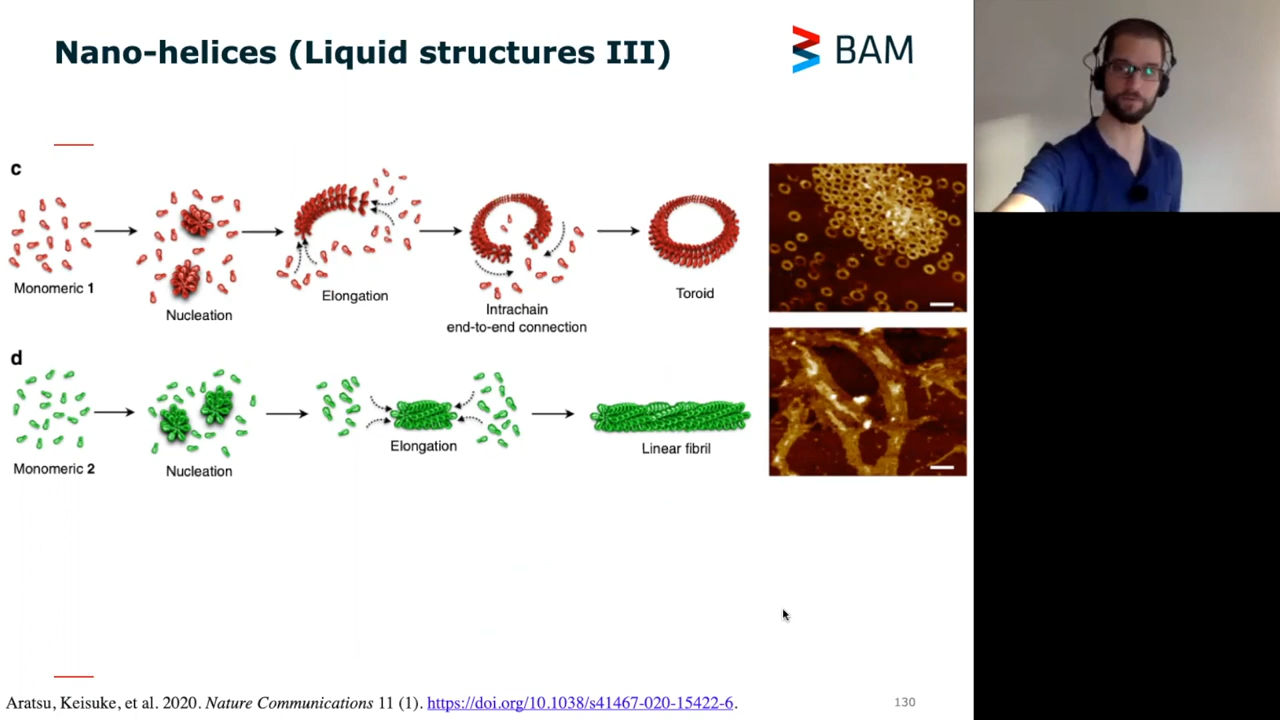 Nano-helices (Liquid structures III)
BAM
c
Monomeric 1
Nucleation
Elongation
Intrachain
end-to-end connection
Toroid
d
Monomeric 2
Nucleation
Elongation
Linear fibril
Aratsu, Keisuke, et al. 2020. Nature Communications 11 (1). https://doi.org/10.1038/s41467-020-15422-6.
130